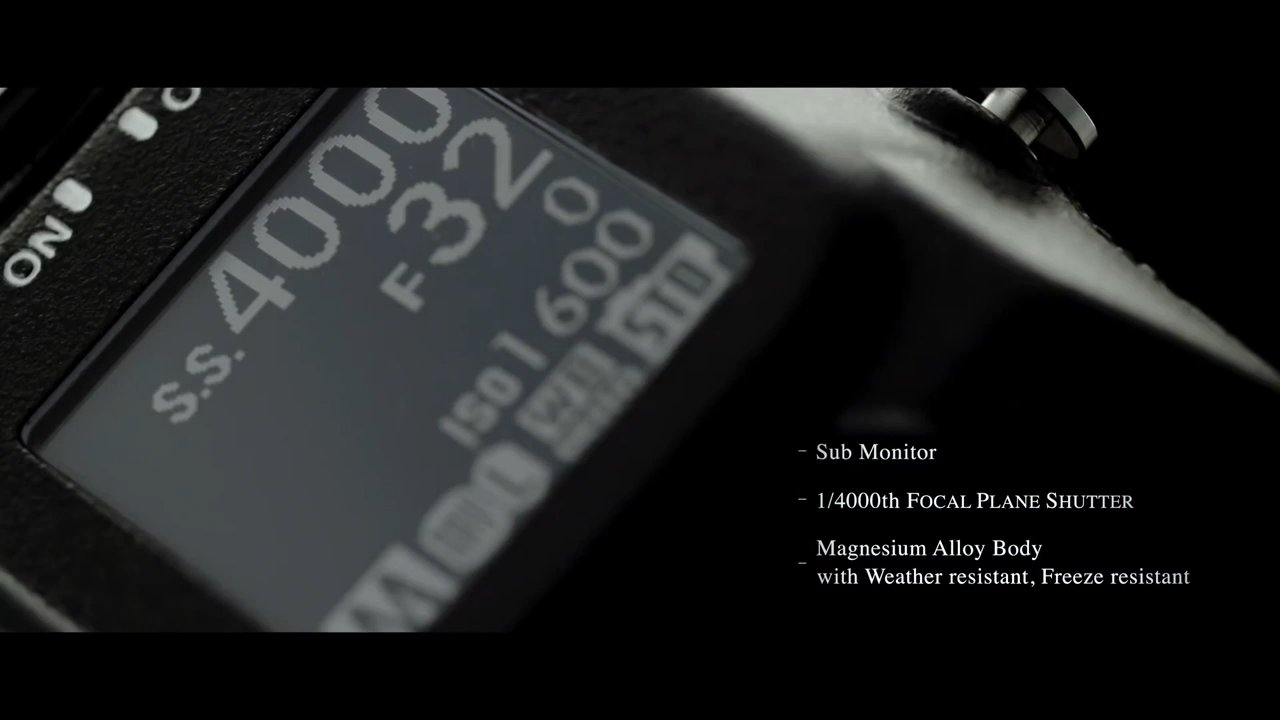 ON
S.S. 4000
F 32
ISO 1600
STD
– Sub Monitor
– 1/4000th FOCAL PLANE SHUTTER
– Magnesium Alloy Body
with Weather resistant, Freeze resistant